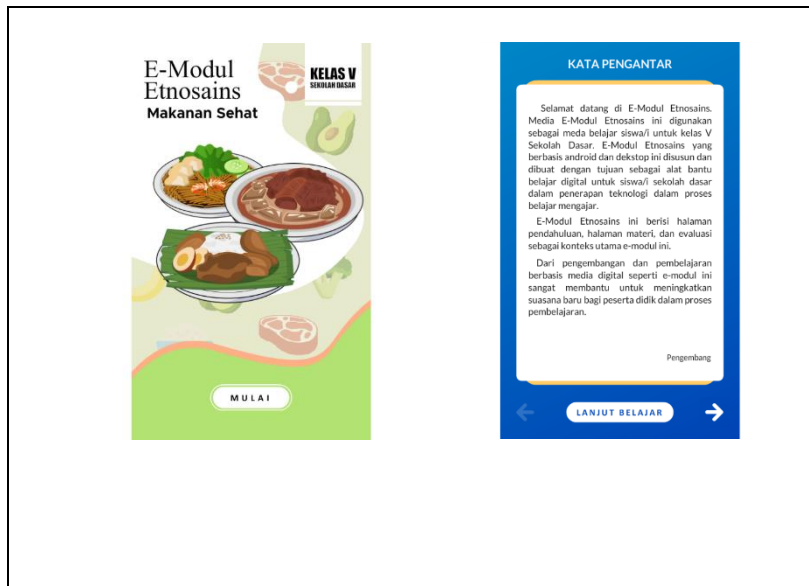 E-Modul
Etnosains
Makanan Sehat
KELAS V
SEKOLAH DASAR
MULAI
KATA PENGANTAR
Selamat datang di E-Modul Etnosains.
Media E-Modul Etnosains ini digunakan
sebagai meda belajar siswa/i untuk kelas V
Sekolah Dasar. E-Modul Etnosains yang
berbasis android dan dekstop ini disusun dan
dibuat dengan tujuan sebagai alat bantu
belajar digital untuk siswa/i sekolah dasar
dalam penerapan teknologi dalam proses
belajar mengajar.
E-Modul Etnosains ini berisi halaman
pendahuluan, halaman materi, dan evaluasi
sebagai konteks utama e-modul ini.
Dari pengembangan dan pembelajaran
berbasis media digital seperti e-modul ini
sangat membantu untuk meningkatkan
suasana baru bagi peserta didik dalam proses
pembelajaran.
Pengembang
LANJUT BELAJAR